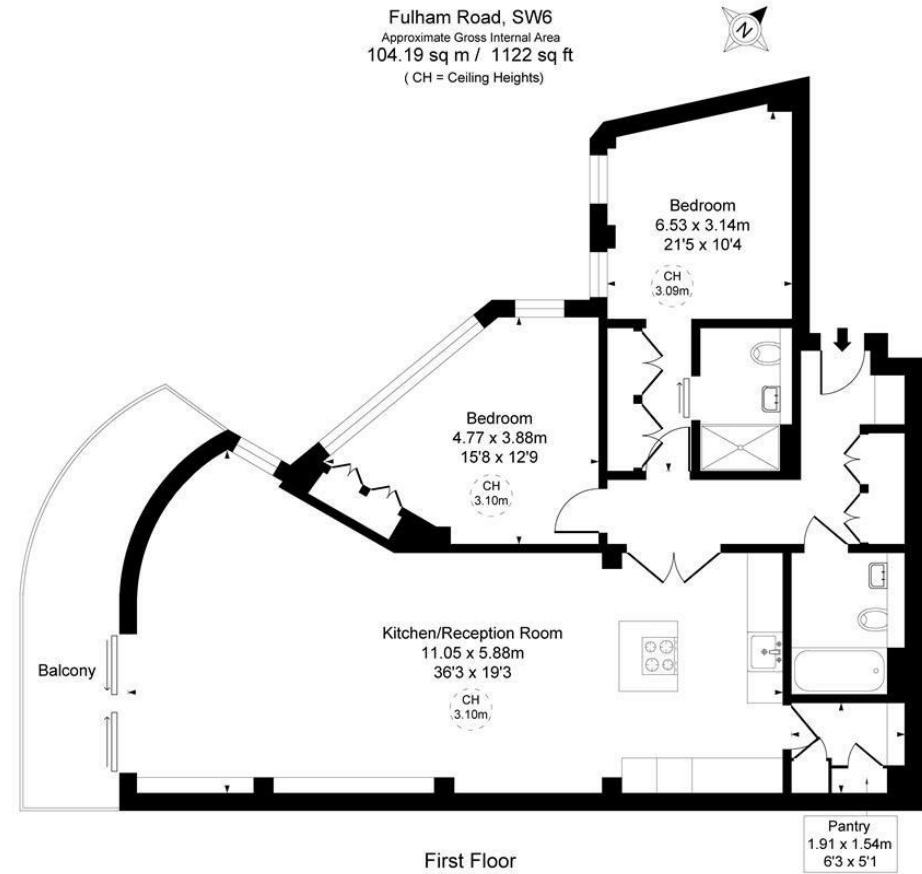 Fulham Road, SW6
Approximate Gross Internal Area
104.19 sq m / 1122 sq ft
( CH = Ceiling Heights)
N
Bedroom
6.53 x 3.14m
21'5 x 10'4
CH
3.09m
Bedroom
4.77 x 3.88m
15'8 x 12'9
CH
3.10m
Kitchen/Reception Room
11.05 x 5.88m
36'3 x 19'3
CH
3.10m
Balcony
Pantry
1.91 x 1.54m
6'3 x 5'1
First Floor